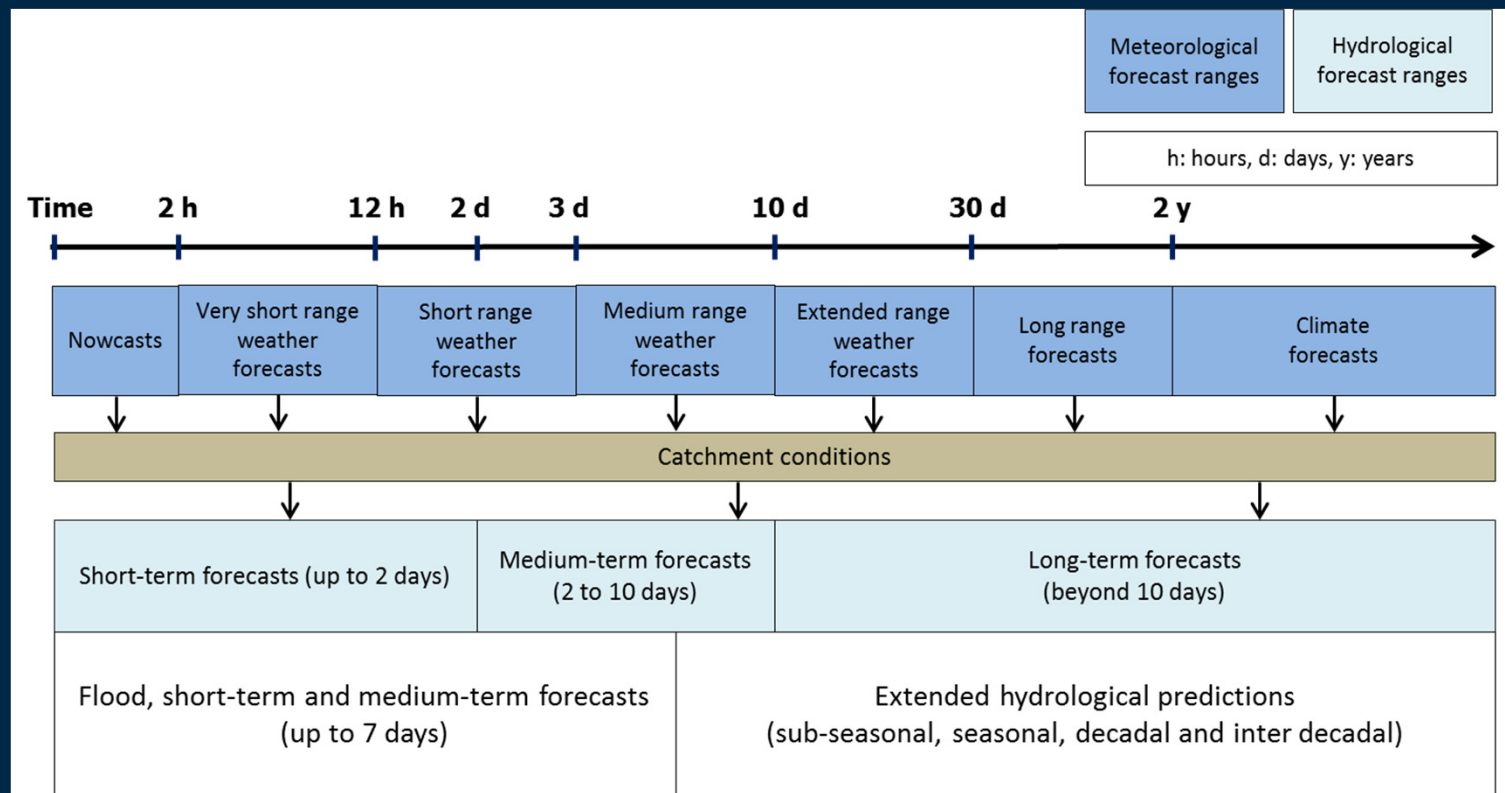 Meteorological
forecast ranges
Hydrological
forecast ranges
h: hours, d: days, y: years
Time 2 h 12 h 2 d 3 d 10 d 30 d 2 y
Nowcasts
Very short range
weather
forecasts
Short range
weather
forecasts
Medium range
weather
forecasts
Extended range
weather
forecasts
Long range
forecasts
Climate
forecasts
Catchment conditions
Short-term forecasts (up to 2 days)
Medium-term forecasts
(2 to 10 days)
Long-term forecasts
(beyond 10 days)
Flood, short-term and medium-term forecasts
(up to 7 days)
Extended hydrological predictions
(sub-seasonal, seasonal, decadal and inter decadal)